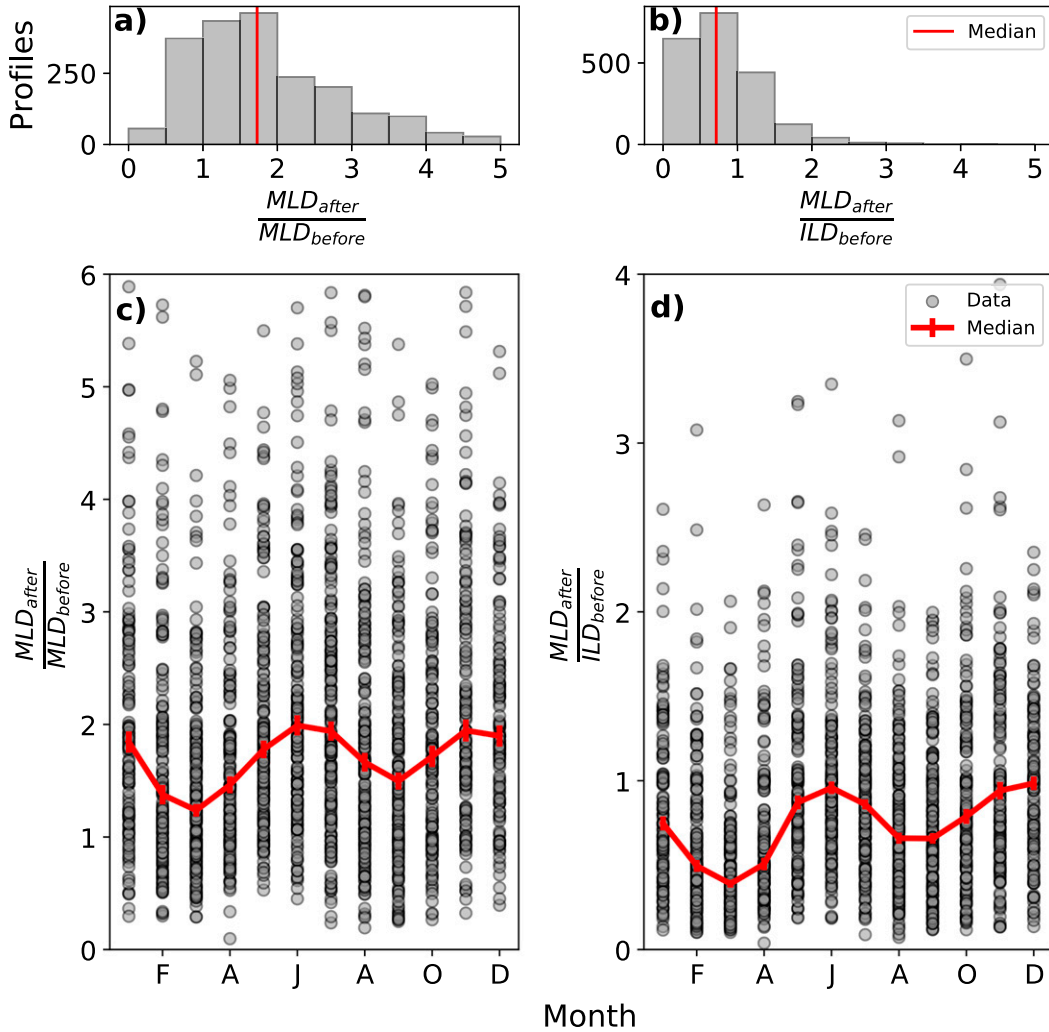 a)
Profiles
250
0
0 1 2 3 4 5
MLD_after
MLD_before
b)
Median
500
0
0 1 2 3 4 5
MLD_after
ILD_before
c)
6
5
4
3
2
1
0
MLD_after
MLD_before
F A J A O D
d)
Data
Median
4
3
2
1
0
MLD_after
ILD_before
F A J A O D
Month